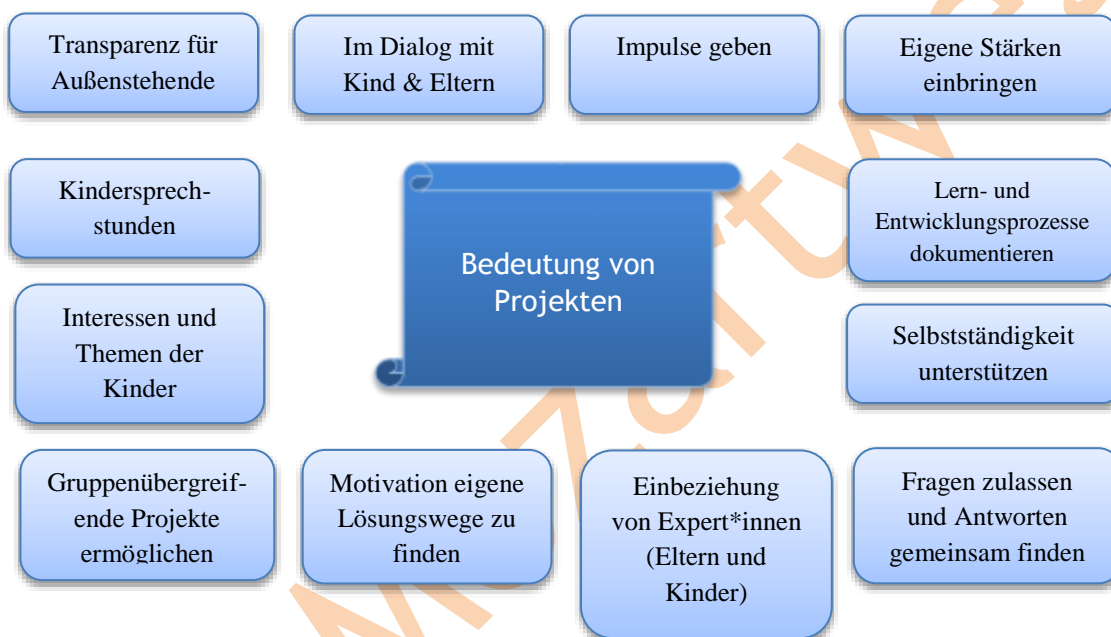 Transparenz für
Außenstehende
Im Dialog mit
Kind & Eltern
Impulse geben
Eigene Stärken
einbringen
Kindersprech-
stunden
Bedeutung von
Projekten
Lern- und
Entwicklungsprozesse
dokumentieren
Interessen und
Themen der
Kinder
Selbstständigkeit
unterstützen
Gruppenübergreif-
ende Projekte
ermöglichen
Motivation eigene
Lösungswege zu
finden
Einbeziehung
von Expert*innen
(Eltern und
Kinder)
Fragen zulassen
und Antworten
gemeinsam finden